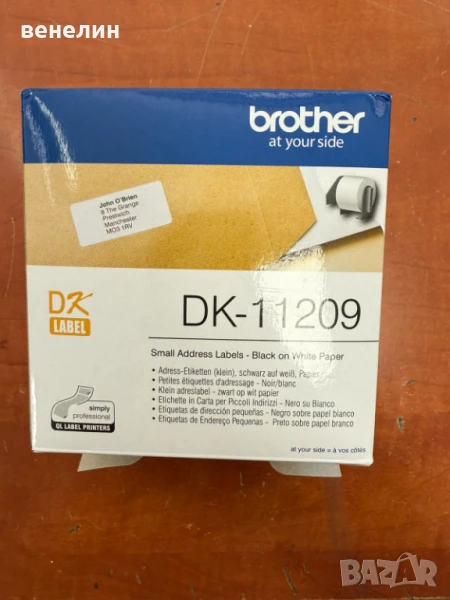 венелин
brother
at your side
John O'Brien
8 The Grange
Prestwich
Manchester
MO3 1RV
DK
LABEL
DK-11209
Small Address Labels - Black on White Paper
• Adress-Etiketten (klein), schwarz auf weiß, Papier
• Petites étiquettes d'adressage - Noir/blanc
• Klein adreslabel - zwart op wit papier
• Etichette in Carta per Piccoli Indirizzi - Nero su Bianco
• Etiquetas de dirección pequeñas - Negro sobre papel blanco
• Etiquetas de Endereço Pequenas - Preto sobre papel branco
simply
professional
QL LABEL PRINTERS
at your side = à vos côtés
BAZAR